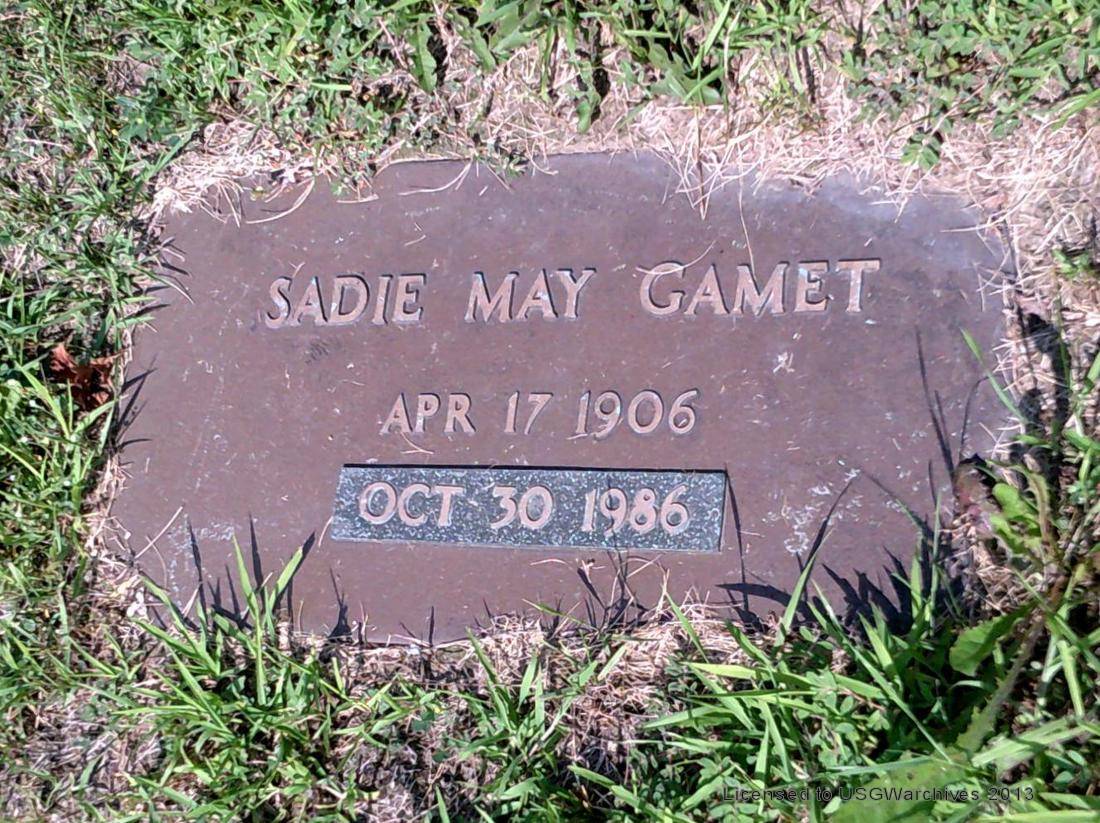 SADIE MAY GAMET
APR 17 1906
OCT 30 1986
Licensed to USGWarchives 2013